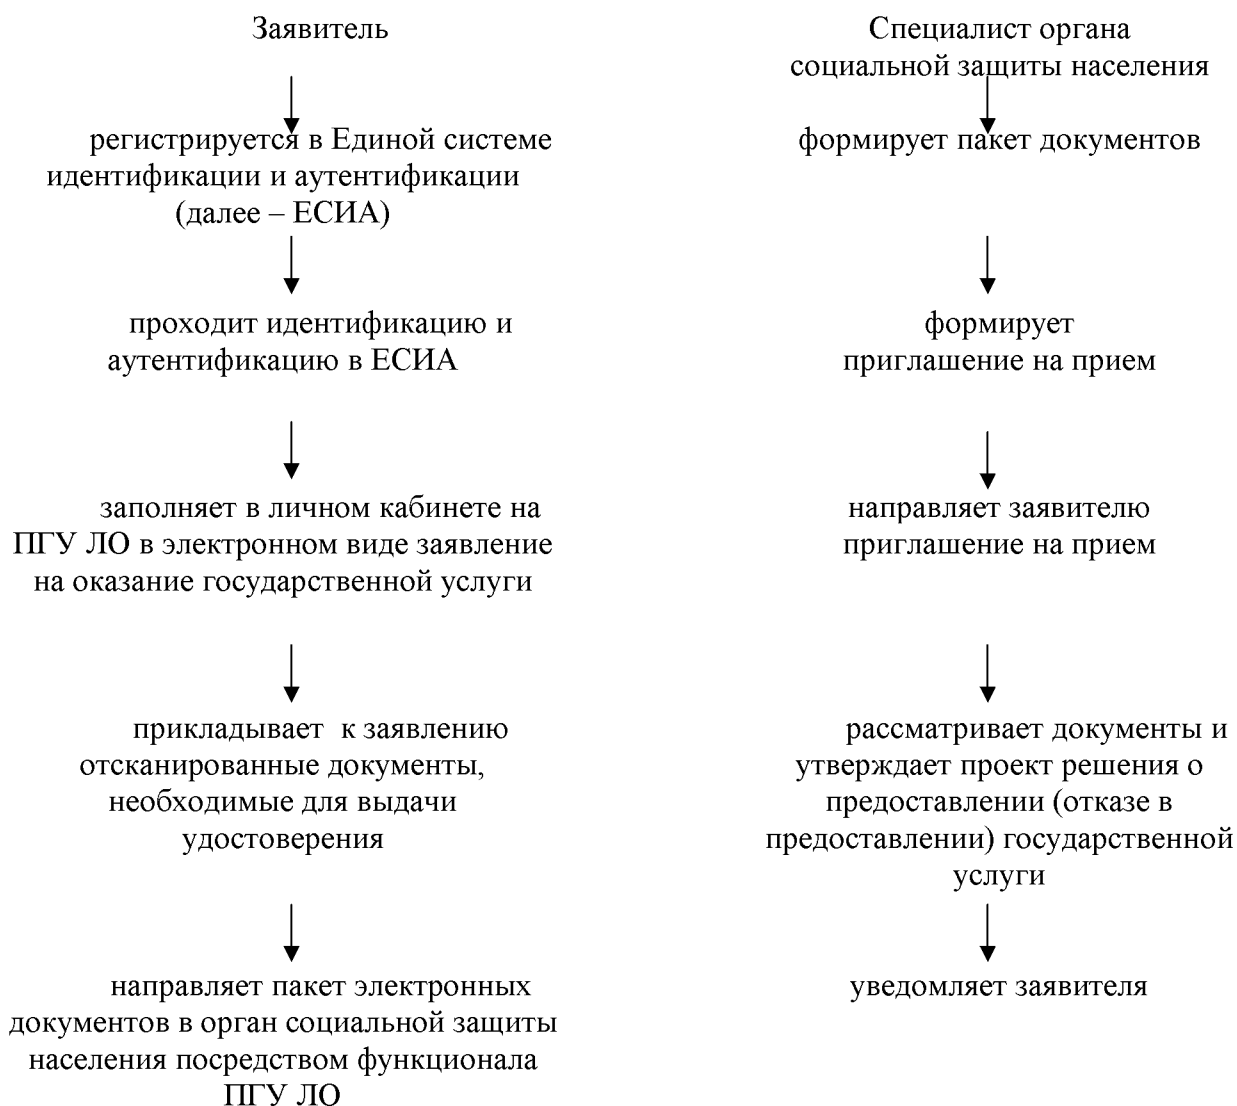 Заявитель
регистрируется в Единой системе
идентификации и аутентификации
(далее – ЕСИА)
проходит идентификацию и
аутентификацию в ЕСИА
заполняет в личном кабинете на
ПГУ ЛО в электронном виде заявление
на оказание государственной услуги
прикладывает к заявлению
отсканированные документы,
необходимые для выдачи
удостоверения
направляет пакет электронных
документов в орган социальной защиты
населения посредством функционала
ПГУ ЛО
Специалист органа
социальной защиты населения
формирует пакет документов
формирует
приглашение на прием
направляет заявителю
приглашение на прием
рассматривает документы и
утверждает проект решения о
предоставлении (отказе в
предоставлении) государственной
услуги
уведомляет заявителя